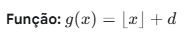 Função: g(x) = ⌊x⌋ + d